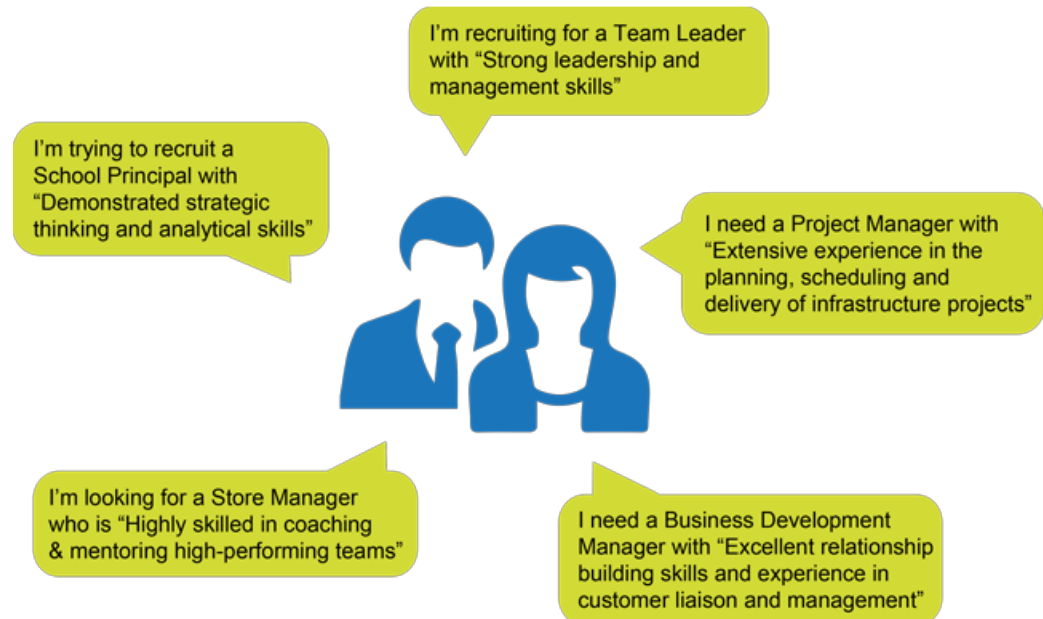 I'm recruiting for a Team Leader
with “Strong leadership and
management skills”
I'm trying to recruit a
School Principal with
“Demonstrated strategic
thinking and analytical skills”
I need a Project Manager with
“Extensive experience in the
planning, scheduling and
delivery of infrastructure projects”
I'm looking for a Store Manager
who is “Highly skilled in coaching
& mentoring high-performing teams”
I need a Business Development
Manager with “Excellent relationship
building skills and experience in
customer liaison and management”